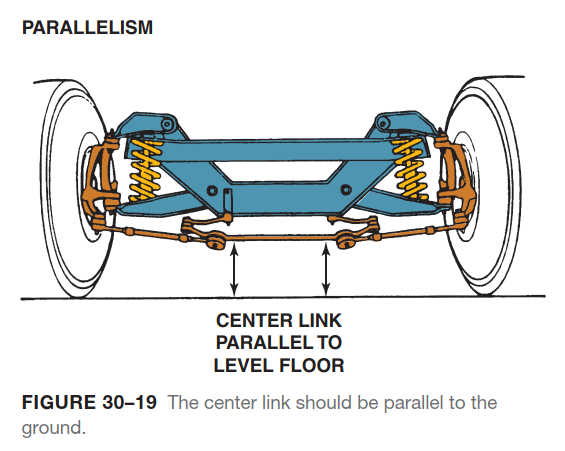 PARALLELISM
CENTER LINK
PARALLEL TO
LEVEL FLOOR
FIGURE 30–19 The center link should be parallel to the
ground.